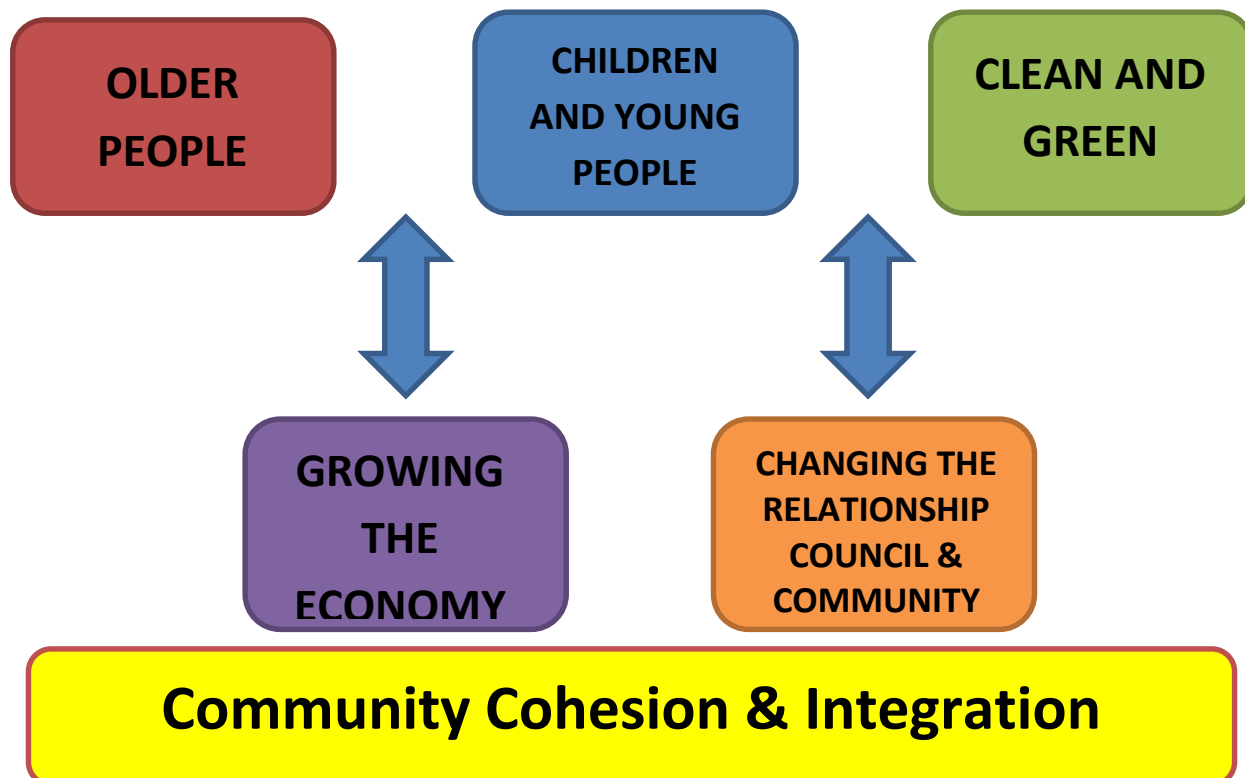 OLDER
PEOPLE
CHILDREN
AND YOUNG
PEOPLE
CLEAN AND
GREEN
GROWING
THE
ECONOMY
CHANGING THE
RELATIONSHIP
COUNCIL &
COMMUNITY
Community Cohesion & Integration